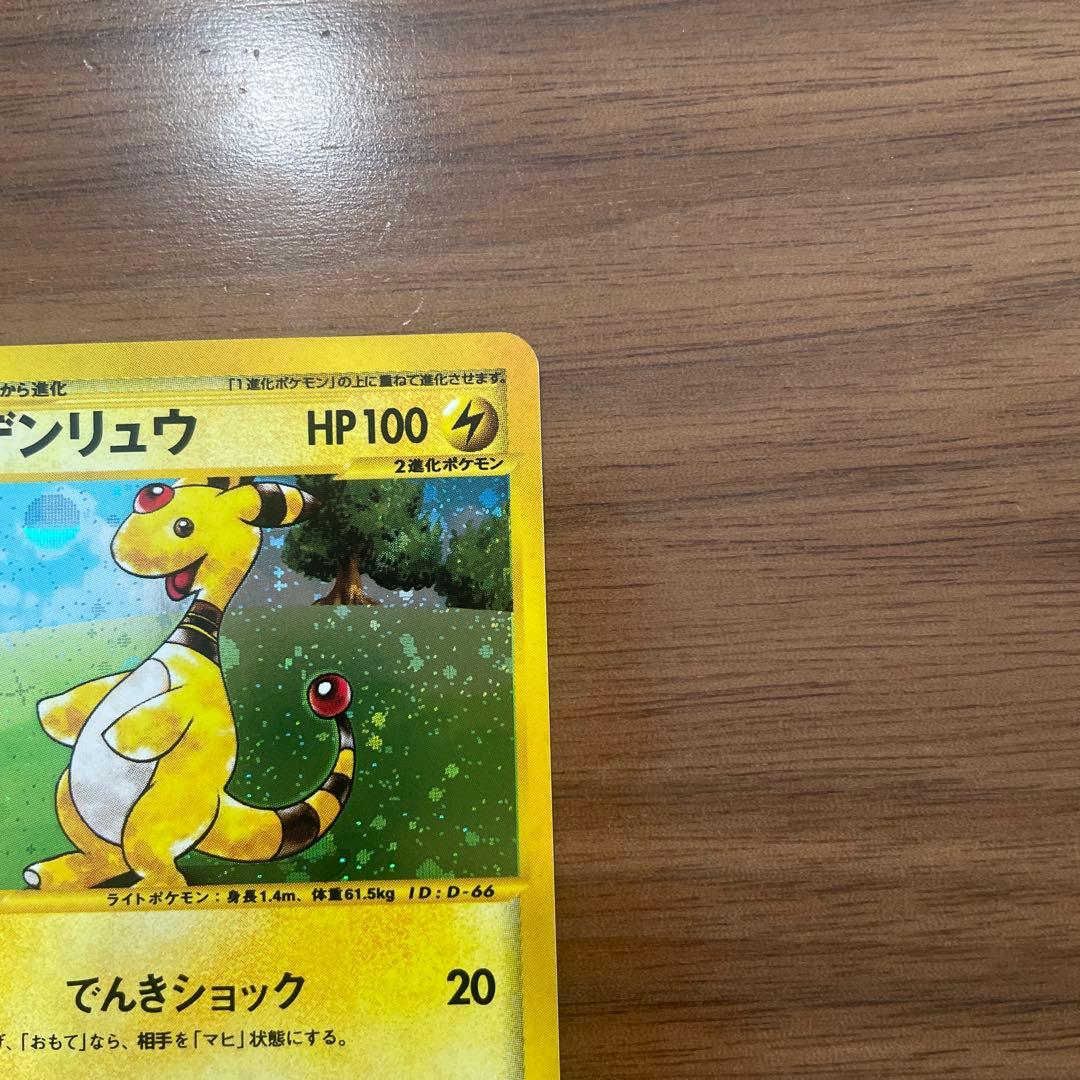 から進化
「1進化ポケモン」の上に重ねて進化させます。
デンリュウ HP100
2進化ポケモン
ライトポケモン：身長1.4m、体重61.5kg ID:D-66
でんきショック 20
、「おもて」なら、相手を「マヒ」状態にする。